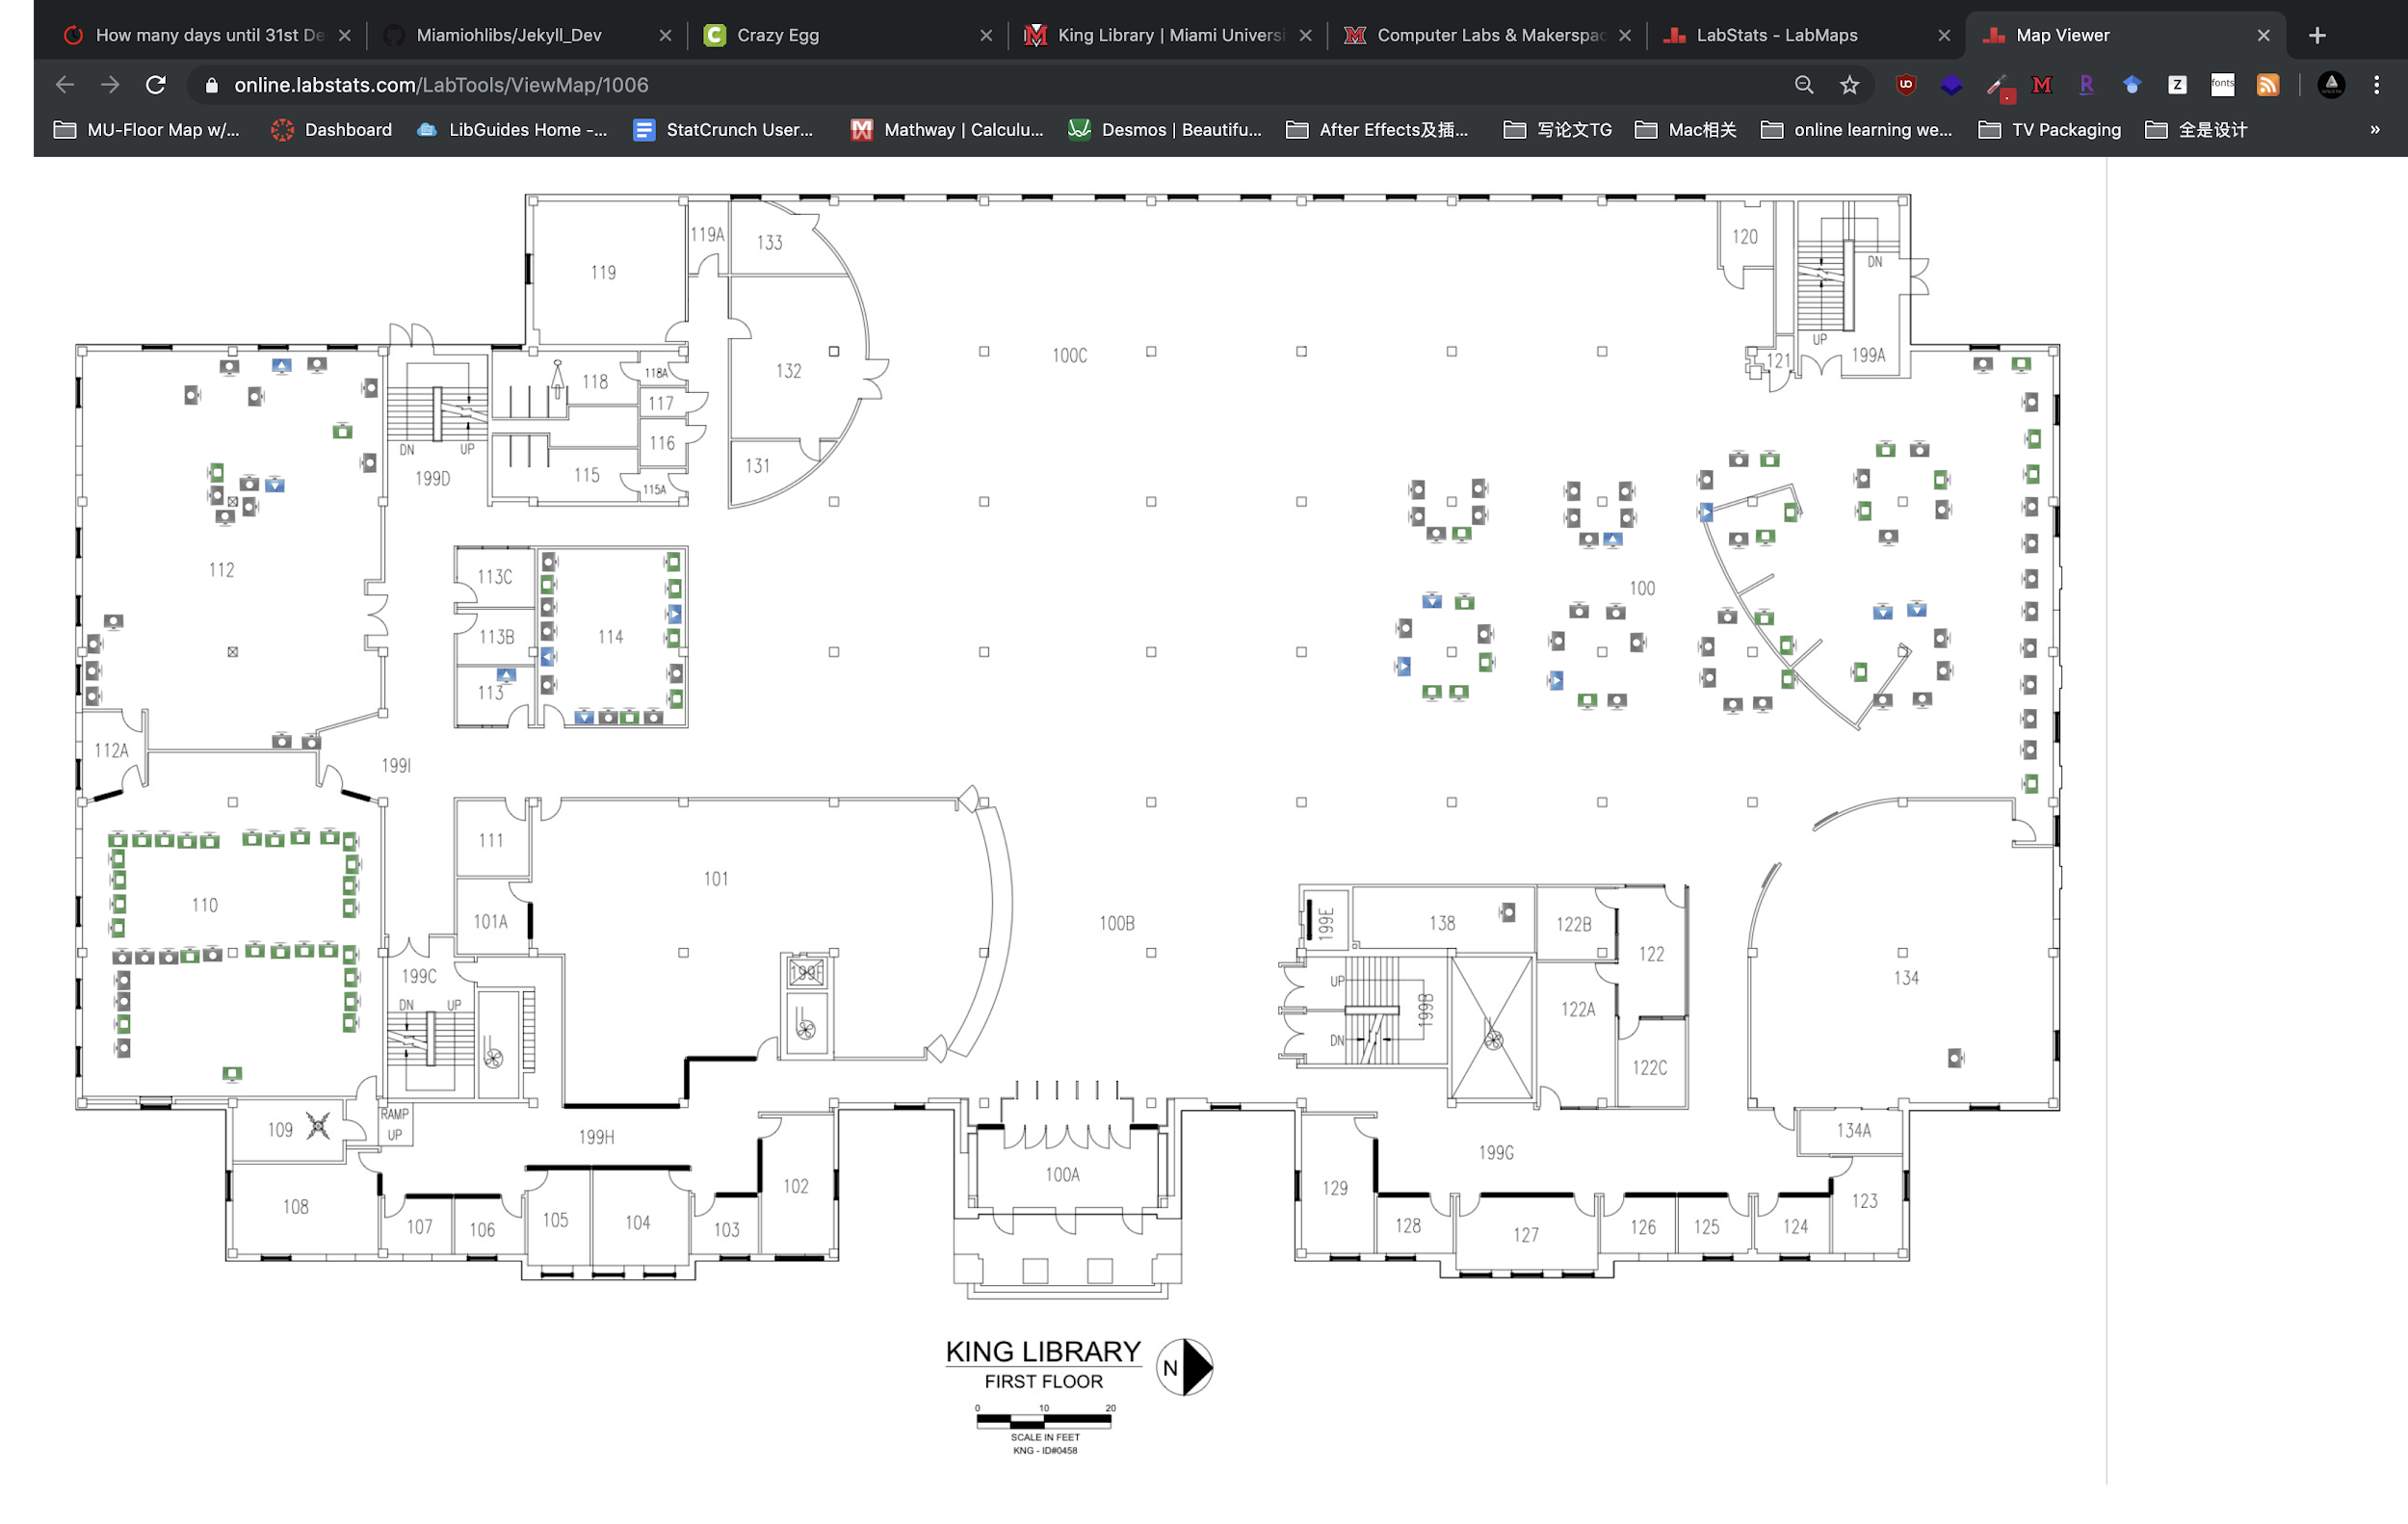 How many days until 31st De
Miamiohlibs/Jekyll_Dev
Crazy Egg
King Library | Miami Universi
Computer Labs & Makerspac
LabStats - LabMaps
Map Viewer
online.labstats.com/LabTools/ViewMap/1006
MU-Floor Map w/...
Dashboard
LibGuides Home -...
StatCrunch User...
Mathway | Calculu...
Desmos | Beautifu...
After Effects及插...
写论文TG
Mac相关
online learning we...
TV Packaging
全是设计
»
119
119A
133
120
DN
UP
199A
121
100C
132
118
118A
117
116
131
115
115A
DN
UP
199D
112
113C
113B
113
114
100
112A
199I
111
101
101A
110
100B
199E
138
122B
122
134
199C
DN
UP
199F
UP
DN
199B
122A
122C
109
RAMP
UP
199H
100A
199G
134A
108
107
106
105
104
103
102
129
128
127
126
125
124
123
KING LIBRARY
FIRST FLOOR
N
0 10 20
SCALE IN FEET
KNG - ID#0458